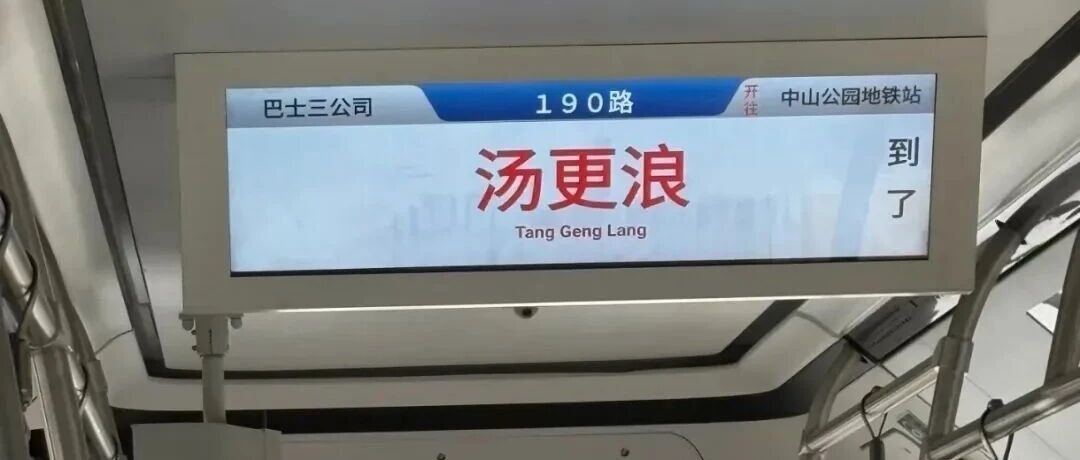 巴士三公司
190路
开往
中山公园地铁站
汤更浪
Tang Geng Lang
到了